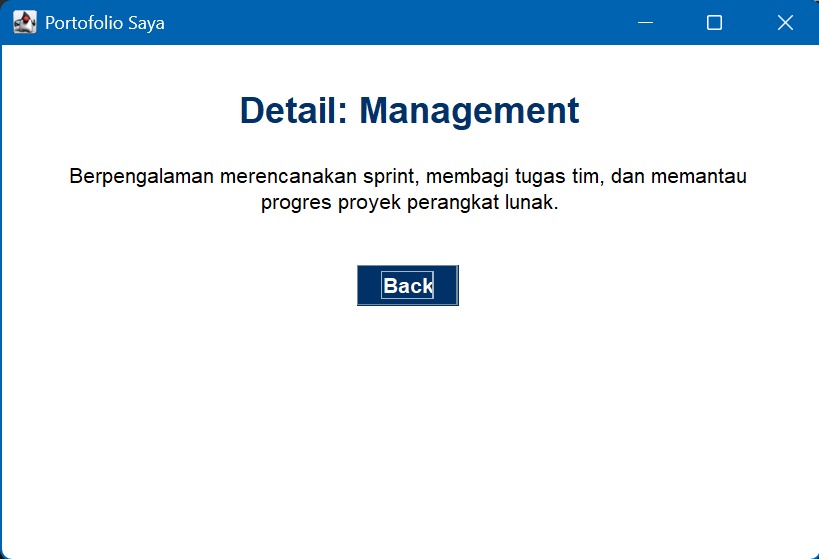 Portofolio Saya
Detail: Management
Berpengalaman merencanakan sprint, membagi tugas tim, dan memantau
progres proyek perangkat lunak.
Back